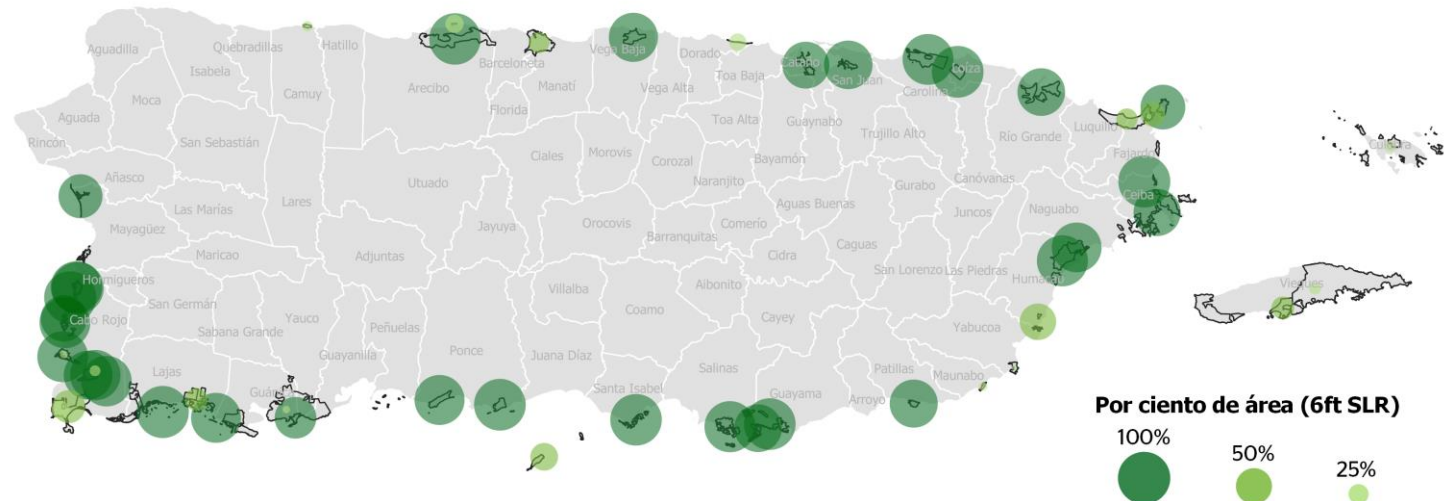 Aguadilla
Quebradillas
Hatillo
Isabela
Camuy
Arecibo
Barceloneta
Manatí
Florida
Vega Baja
Vega Alta
Dorado
Toa Baja
Toa Alta
Cataño
San Juan
Guaynabo
Bayamón
Carolina
Loíza
Trujillo Alto
Río Grande
Luquillo
Fajardo
Ceiba
Culebra
Moca
Aguada
Rincón
San Sebastián
Añasco
Las Marías
Lares
Utuado
Ciales
Morovis
Corozal
Naranjito
Aguas Buenas
Gurabo
Canóvanas
Juncos
Naguabo
Mayagüez
Maricao
Adjuntas
Jayuya
Orocovis
Barranquitas
Comerío
Cidra
Caguas
San Lorenzo
Las Piedras
Humacao
Hormigueros
San Germán
Cabo Rojo
Sabana Grande
Yauco
Guayanilla
Peñuelas
Villalba
Coamo
Aibonito
Cayey
Yabucoa
Vieques
Lajas
Ponce
Juana Díaz
Santa Isabel
Salinas
Guayama
Arroyo
Patillas
Maunabo
Por ciento de área (6ft SLR)
100%
50%
25%